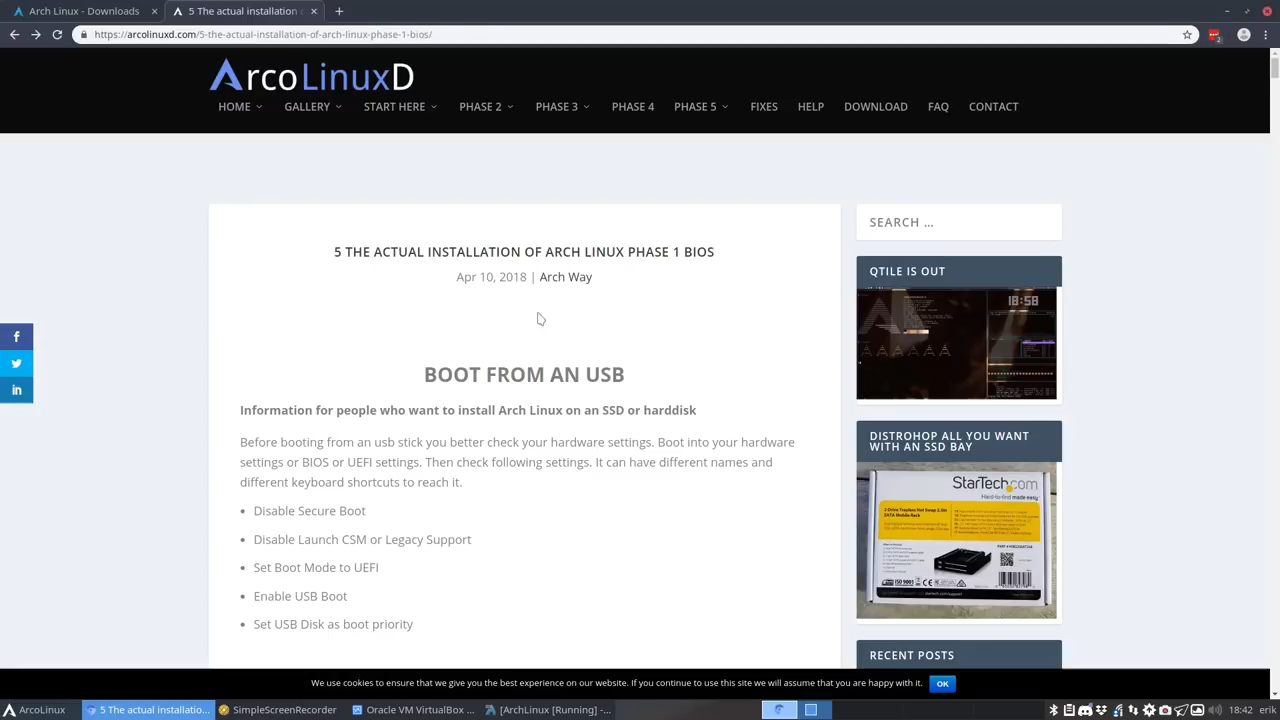 Arch Linux - Downloads
5 The actual installation
https://arcolinuxd.com/5-the-actual-installation-of-arch-linux-phase-1-bios/
2
ArcoLinuxD
HOME GALLERY START HERE PHASE 2 PHASE 3 PHASE 4 PHASE 5 FIXES HELP DOWNLOAD FAQ CONTACT
5 THE ACTUAL INSTALLATION OF ARCH LINUX PHASE 1 BIOS
Apr 10, 2018 | Arch Way
BOOT FROM AN USB
Information for people who want to install Arch Linux on an SSD or harddisk
Before booting from an usb stick you better check your hardware settings. Boot into your hardware
settings or BIOS or UEFI settings. Then check following settings. It can have different names and
different keyboard shortcuts to reach it.
• Disable Secure Boot
• Disable Launch CSM or Legacy Support
• Set Boot Mode to UEFI
• Enable USB Boot
• Set USB Disk as boot priority
SEARCH …
QTILE IS OUT
18:58
DISTROHOP ALL YOU WANT
WITH AN SSD BAY
StarTech.com
Hard-to-find made easy
RECENT POSTS
We use cookies to ensure that we give you the best experience on our website. If you continue to use this site we will assume that you are happy with it. OK
ArcoLinux
5 The actual installatio...
SimpleScreenRecorder
Oracle VM VirtualBox ...
[ArchLinux [Running] -...
18:42 erik